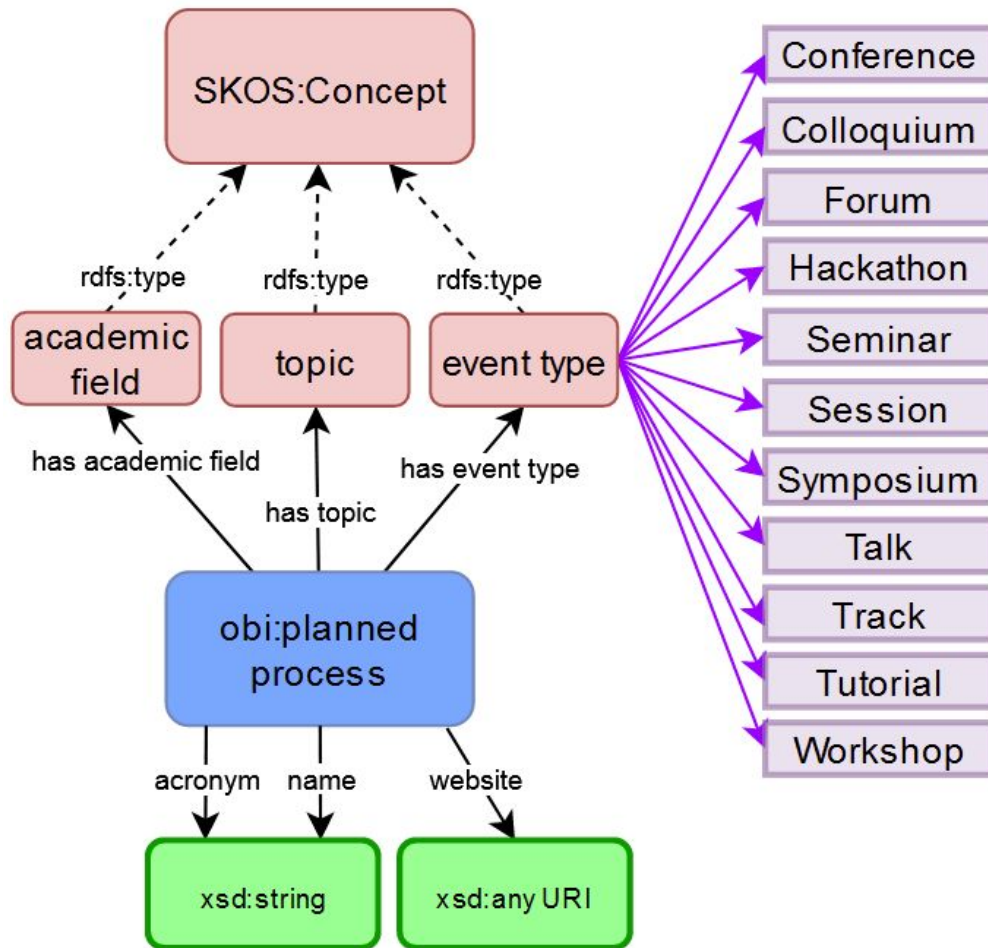 SKOS:Concept
rdfs:type
rdfs:type
rdfs:type
academic
field
topic
event type
has academic field
has topic
has event type
obi:planned
process
acronym
name
website
xsd:string
xsd:any URI
Conference
Colloquium
Forum
Hackathon
Seminar
Session
Symposium
Talk
Track
Tutorial
Workshop